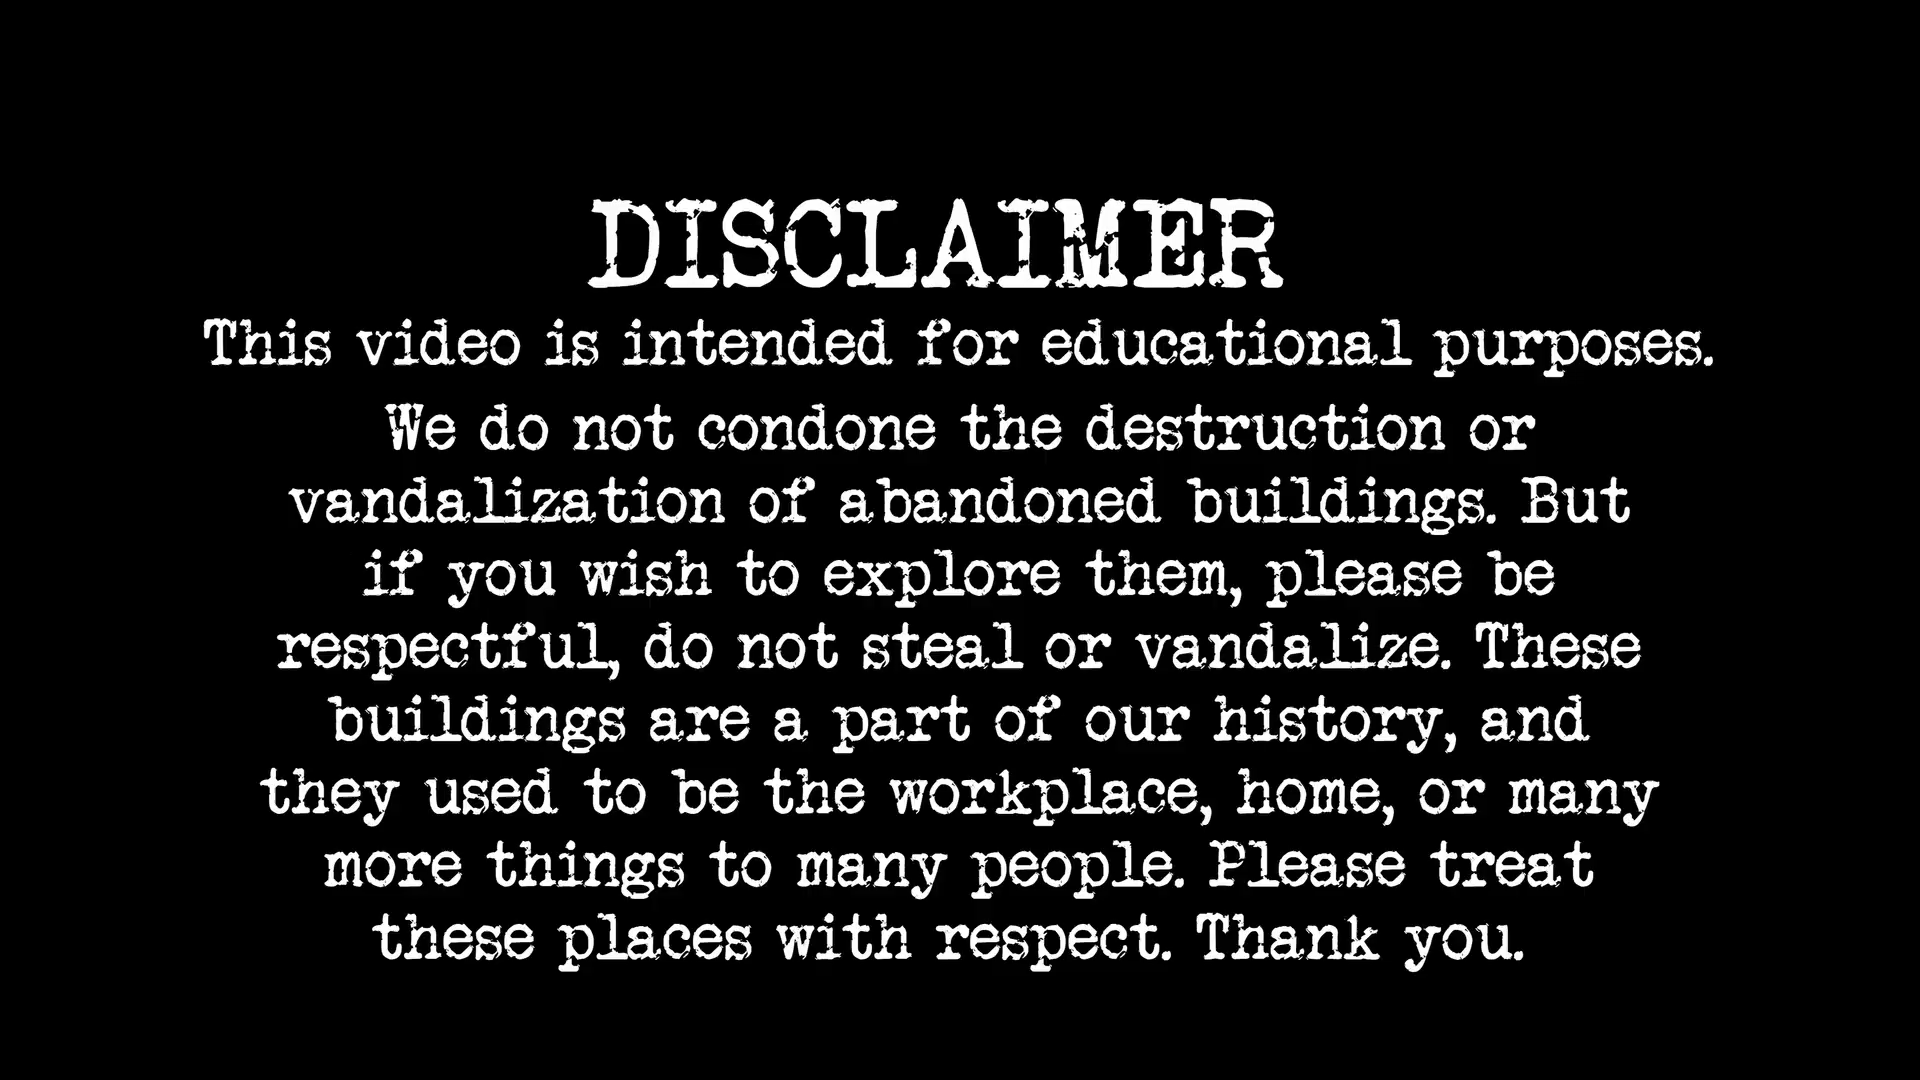 DISCLAIMER
This video is intended for educational purposes.
We do not condone the destruction or
vandalization of abandoned buildings. But
if you wish to explore them, please be
respectful, do not steal or vandalize. These
buildings are a part of our history, and
they used to be the workplace, home, or many
more things to many people. Please treat
these places with respect. Thank you.